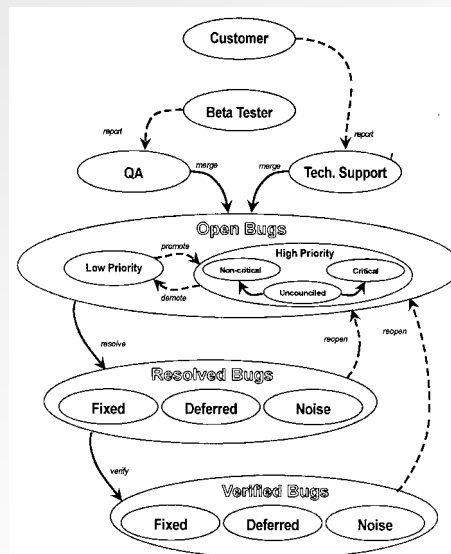 Customer
Beta Tester
report
report
QA
merge
merge
Tech. Support
Open Bugs
promote
High Priority
Low Priority
Non-critical
Critical
demote
Uncounciled
resolve
reopen
reopen
Resolved Bugs
Fixed
Deferred
Noise
verify
Verified Bugs
Fixed
Deferred
Noise